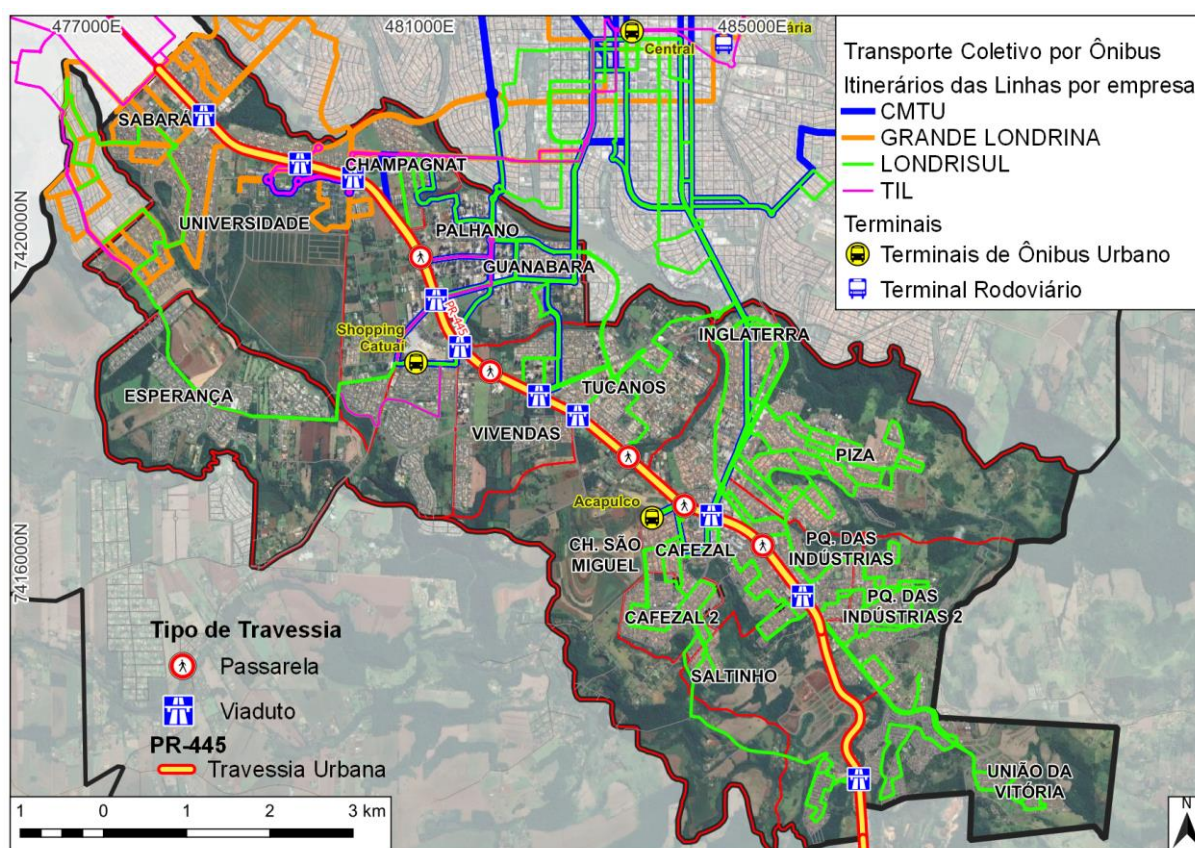 477000E
481000E
485000E
ária
Central
Transporte Coletivo por Ônibus
Itinerários das Linhas por empresa
CMTU
GRANDE LONDRINA
LONDRISUL
TIL
Terminais
Terminais de Ônibus Urbano
Terminal Rodoviário
7420000N
7416000N
SABARÁ
CHAMPAGNAT
UNIVERSIDADE
PALHANO
GUANABARA
PR-445
Shopping
Catuaí
INGLATERRA
ESPERANÇA
TUCANOS
VIVENDAS
PIZA
Acapulco
CH. SÃO
MIGUEL
CAFEZAL
PQ. DAS
INDÚSTRIAS
PQ. DAS
INDÚSTRIAS 2
CAFEZAL 2
SALTINHO
UNIÃO DA
VITÓRIA
Tipo de Travessia
Passarela
Viaduto
PR-445
Travessia Urbana
1 0 1 2 3 km
N